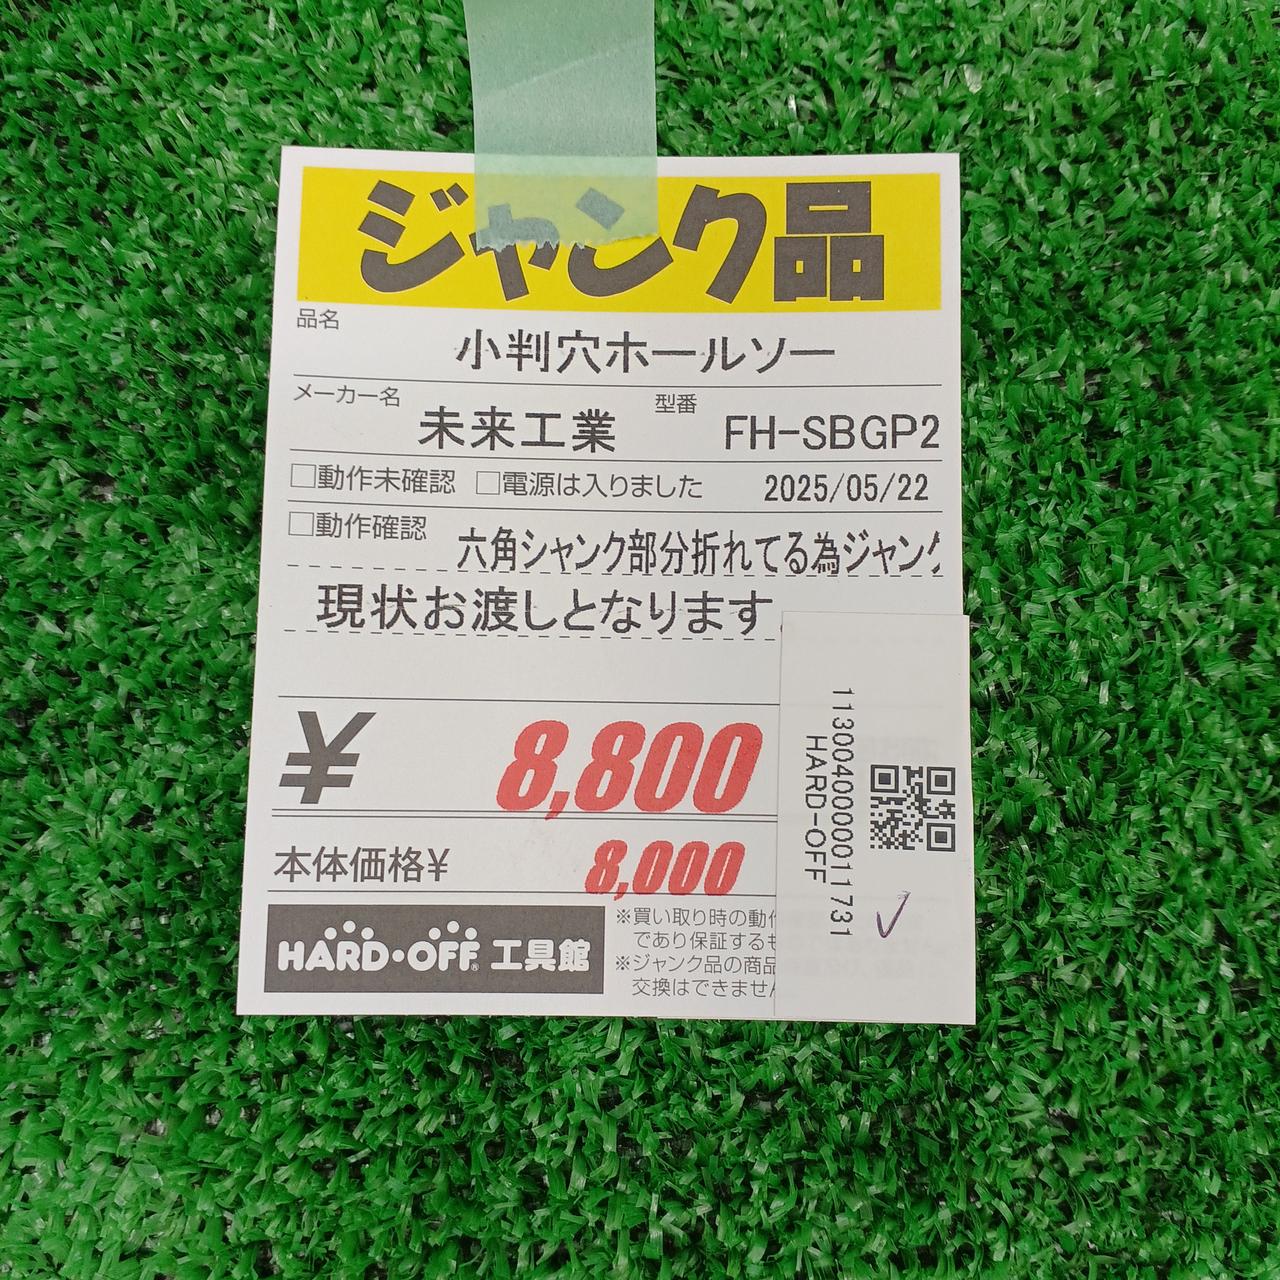 ジャンク品
品名
小判穴ホールソー
メーカー名 未来工業 型番 FH-SBGP2
□動作未確認 □電源は入りました 2025/05/22
□動作確認 六角シャンク部分折れてる為ジャンク
現状お渡しとなります
¥ 8,800
本体価格¥ 8,000
HARD・OFF® 工具館
※買い取り時の動作
であり保証するも
※ジャンク品の商品
交換はできません
1130040000011731
HARD-OFF